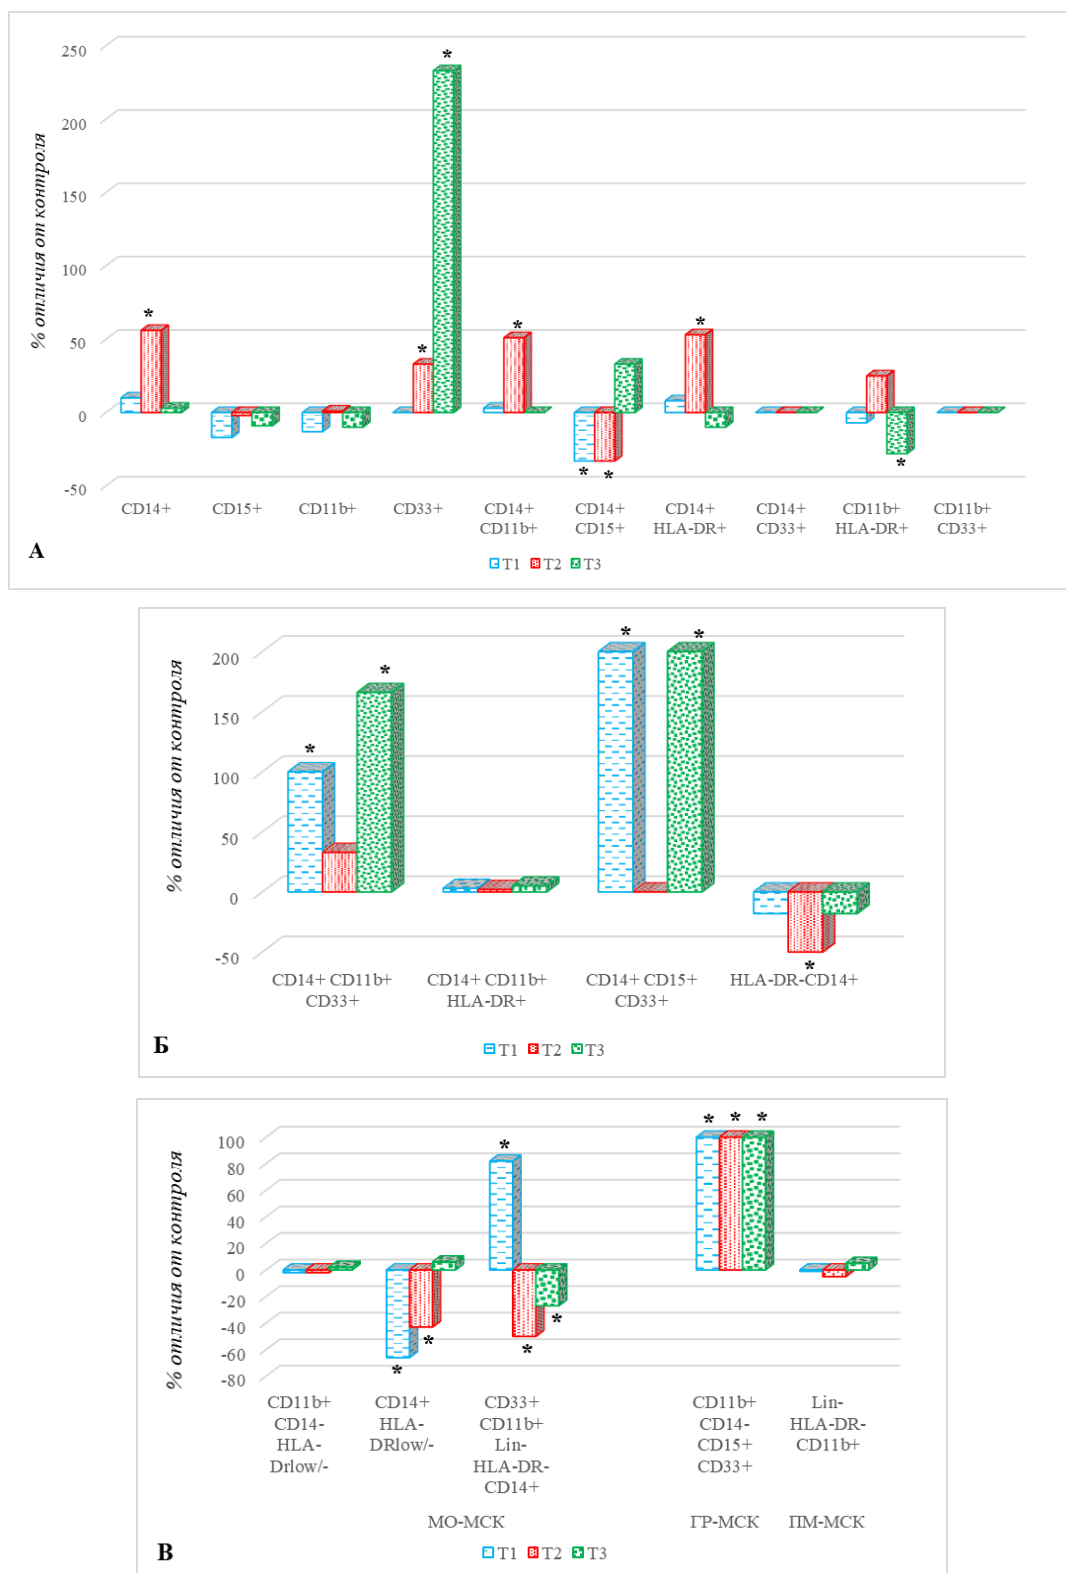 250
200
150
100
50
0
-50
% отличия от контроля
* * * * * * * * *
CD14+ CD15+ CD11b+ CD33+ CD14+ CD14+ CD14+ CD14+ CD11b+ CD11b+
CD11b+ CD15+ HLA-DR+ CD33+ HLA-DR+ CD33+
А
T1 T2 T3
200
150
100
50
0
-50
% отличия от контроля
* * * * *
CD14+ CD11b+ CD14+ CD11b+ CD14+ CD15+ HLA-DR-CD14+
CD33+ HLA-DR+ CD33+
Б
T1 T2 T3
100
80
60
40
20
0
-20
-40
-60
-80
% отличия от контроля
* * * * * * * *
CD11b+ CD14+ CD33+ CD11b+ Lin-
CD14- HLA- CD11b+ CD14- HLA-DR-
HLA- DRlow/- Lin- CD15+ CD11b+
Drlow/- HLA-DR- CD33+
CD14+
МО-МСК ГР-МСК ПМ-МСК
В
T1 T2 T3